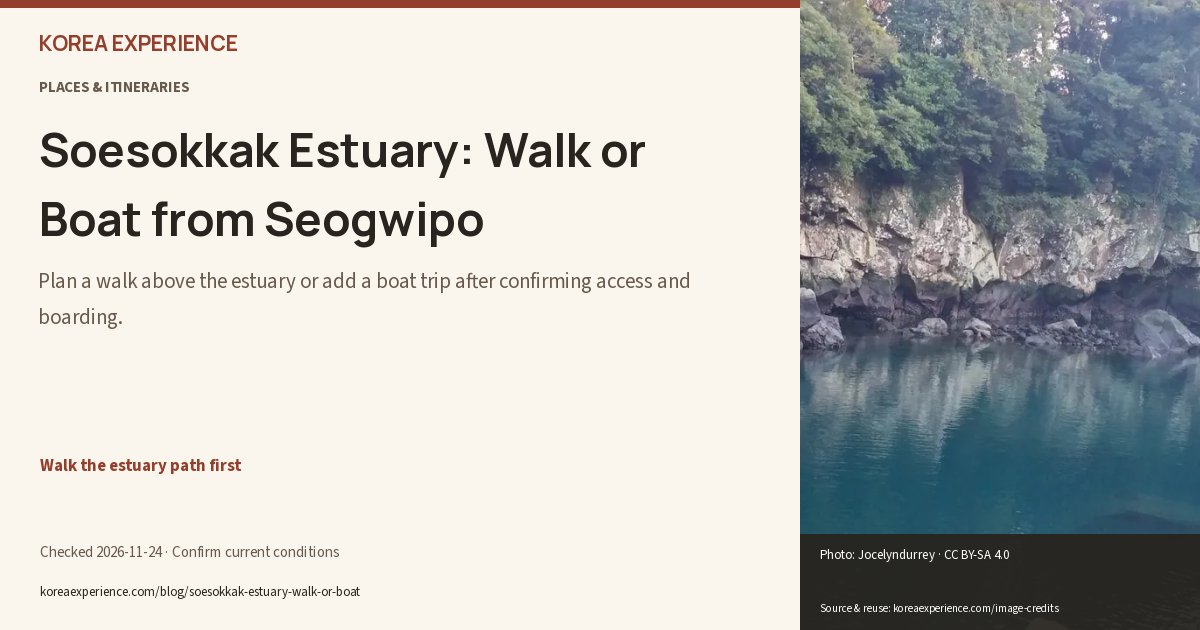 KOREA EXPERIENCE
PLACES & ITINERARIES
Soesokkak Estuary: Walk or
Boat from Seogwipo
Plan a walk above the estuary or add a boat trip after confirming access and
boarding.
Walk the estuary path first
Checked 2026-11-24 · Confirm current conditions
koreaexperience.com/blog/soesokkak-estuary-walk-or-boat
Photo: Jocelyndurrey · CC BY-SA 4.0
Source & reuse: koreaexperience.com/image-credits